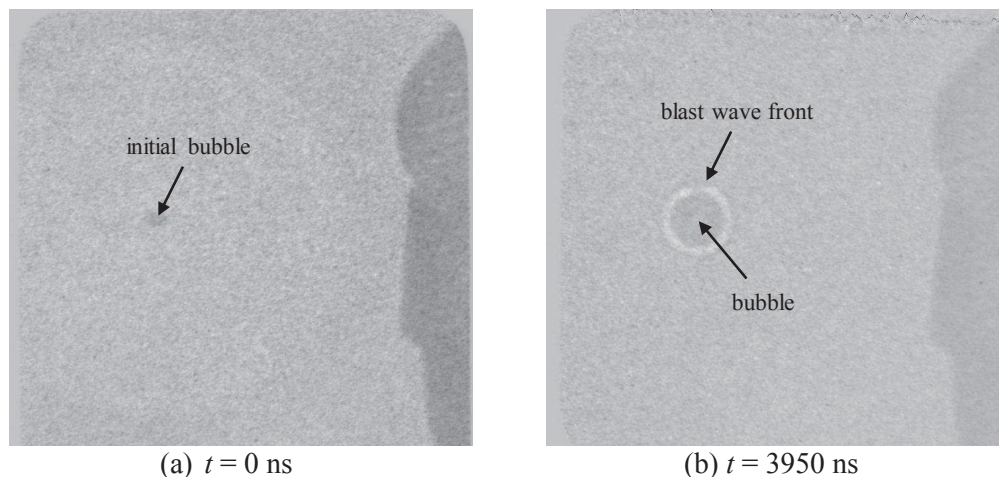 initial bubble
(a) t = 0 ns
blast wave front
bubble
(b) t = 3950 ns